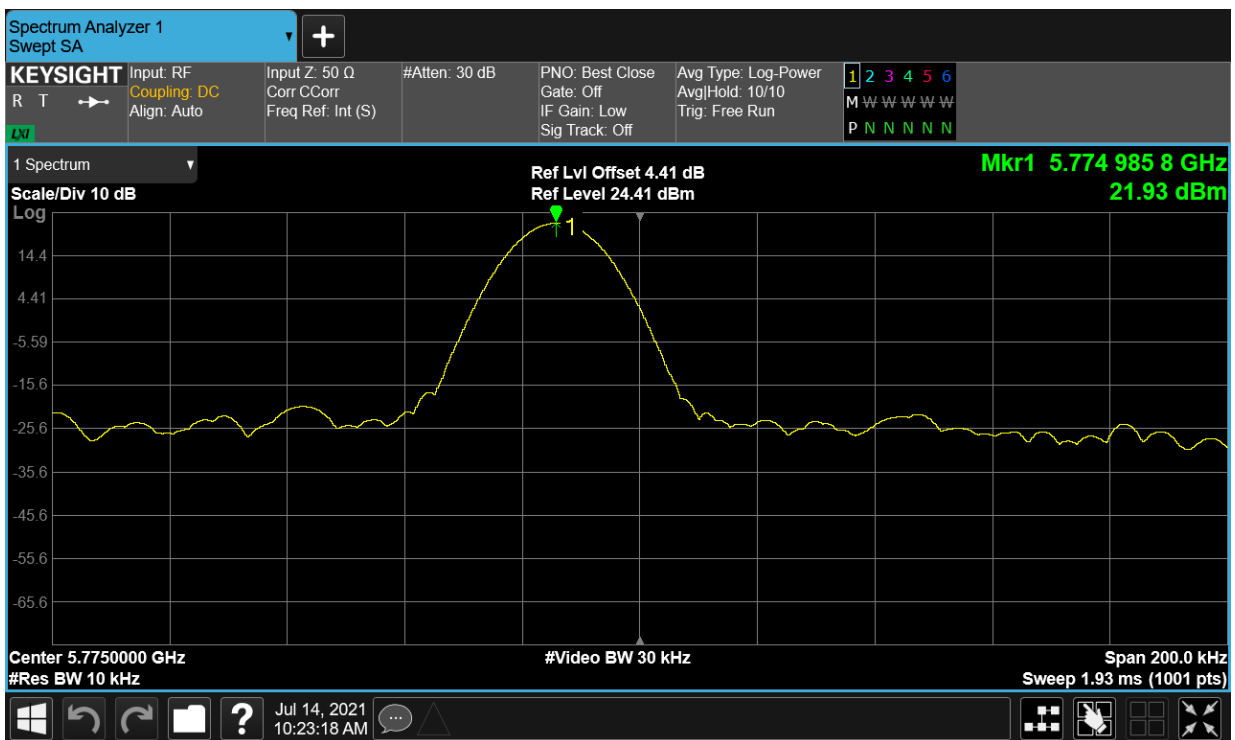 Spectrum Analyzer 1
Swept SA
KEYSIGHT
R T
LXI
Input: RF
Coupling: DC
Align: Auto
Input Z: 50 Ω
Corr CCorr
Freq Ref: Int (S)
#Atten: 30 dB
PNO: Best Close
Gate: Off
IF Gain: Low
Sig Track: Off
Avg Type: Log-Power
Avg|Hold: 10/10
Trig: Free Run
1 2 3 4 5 6
M W W W W W
P N N N N N
1 Spectrum
Scale/Div 10 dB
Ref Lvl Offset 4.41 dB
Ref Level 24.41 dBm
Mkr1 5.774 985 8 GHz
21.93 dBm
Log
1
14.4
4.41
-5.59
-15.6
-25.6
-35.6
-45.6
-55.6
-65.6
Center 5.7750000 GHz
#Video BW 30 kHz
Span 200.0 kHz
#Res BW 10 kHz
Sweep 1.93 ms (1001 pts)
?
Jul 14, 2021
10:23:18 AM